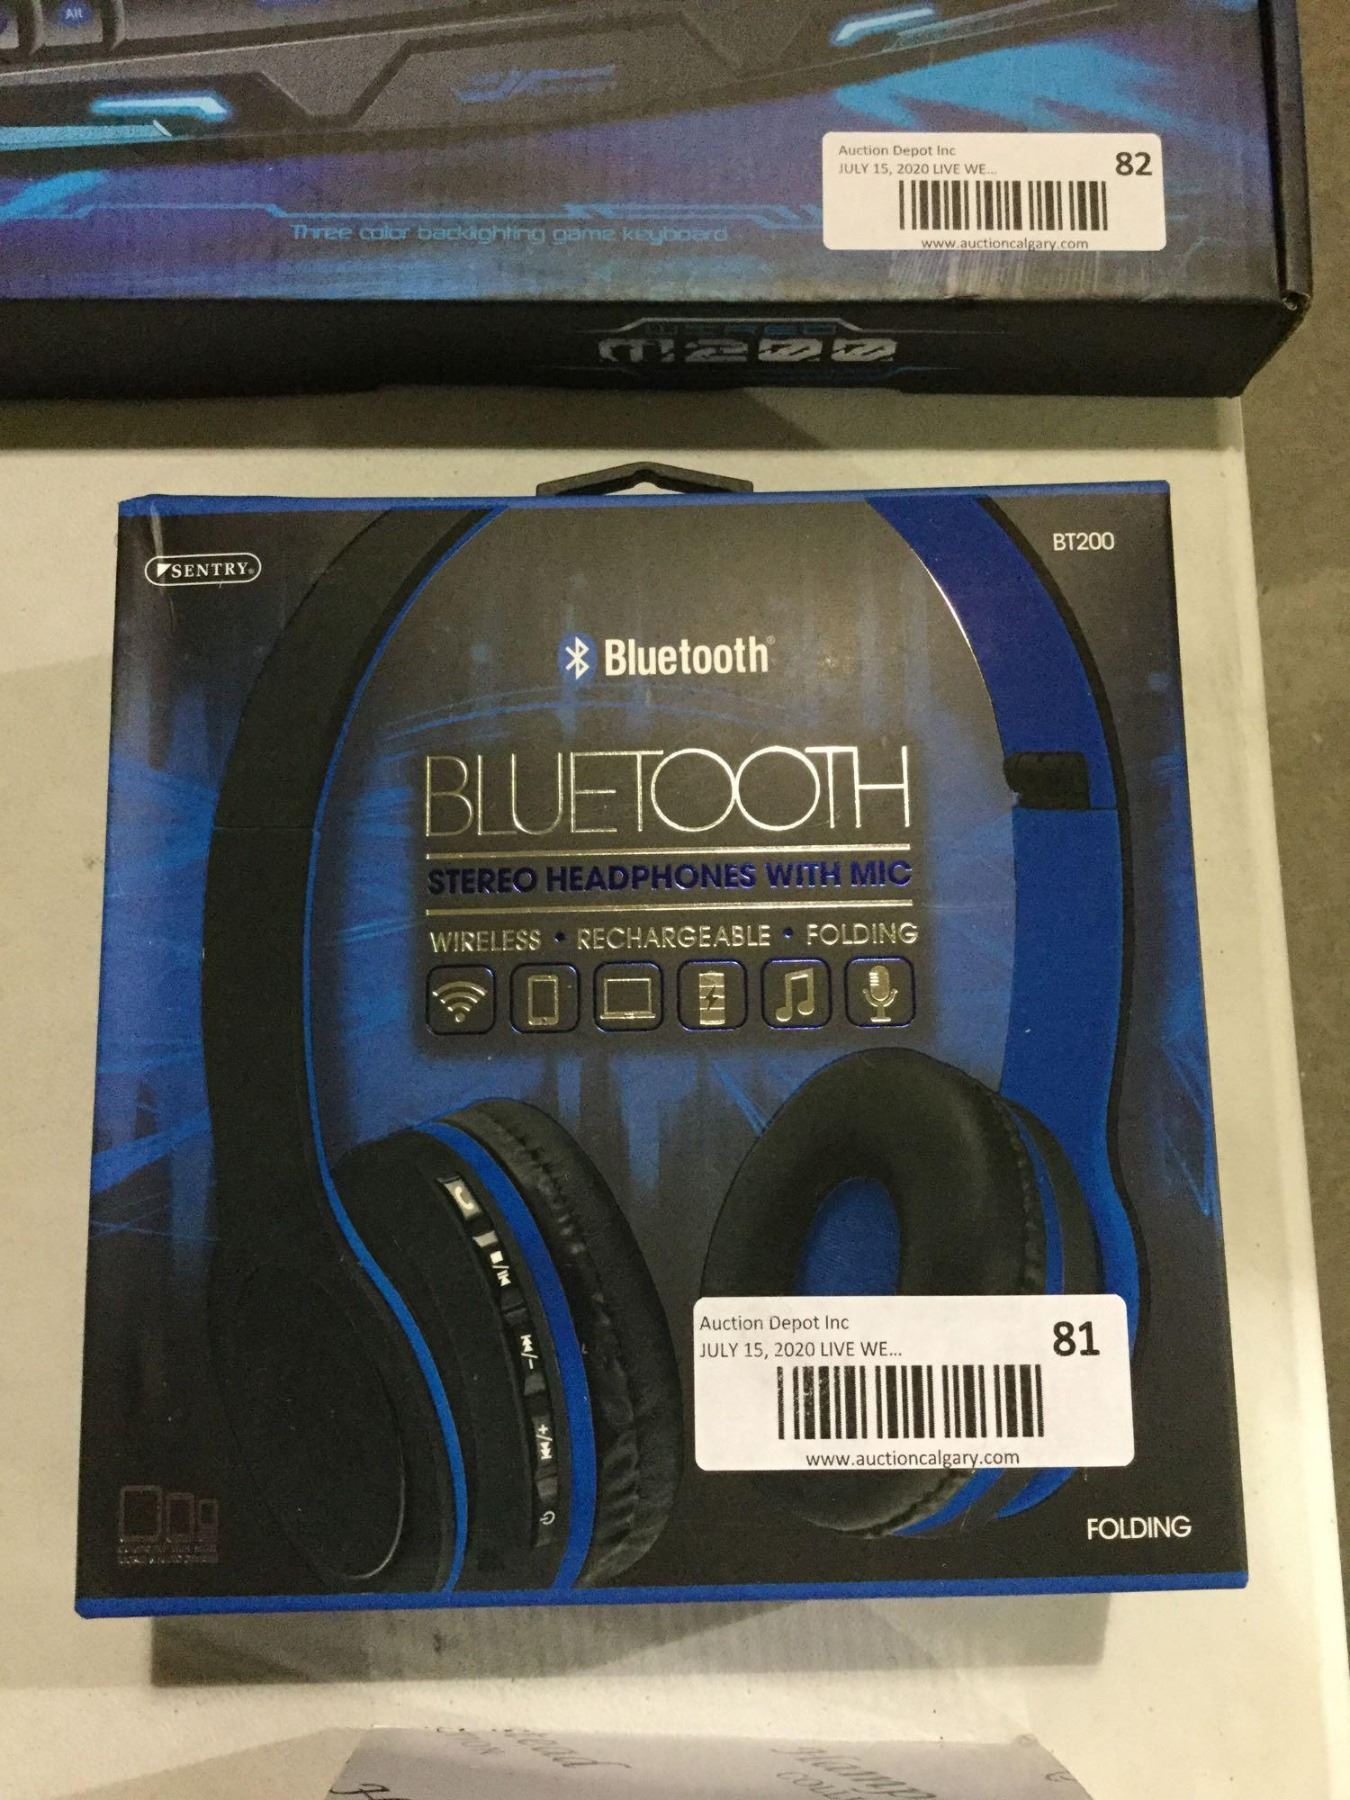 Alt
Auction Depot Inc
82
JULY 15, 2020 LIVE WE...
www.auctioncalgary.com
Three color backlighting game keyboard
SENTRY
BT200
Bluetooth
BLUETOOTH
STEREO HEADPHONES WITH MIC
WIRELESS • RECHARGEABLE • FOLDING
Auction Depot Inc
81
JULY 15, 2020 LIVE WE...
www.auctioncalgary.com
FOLDING